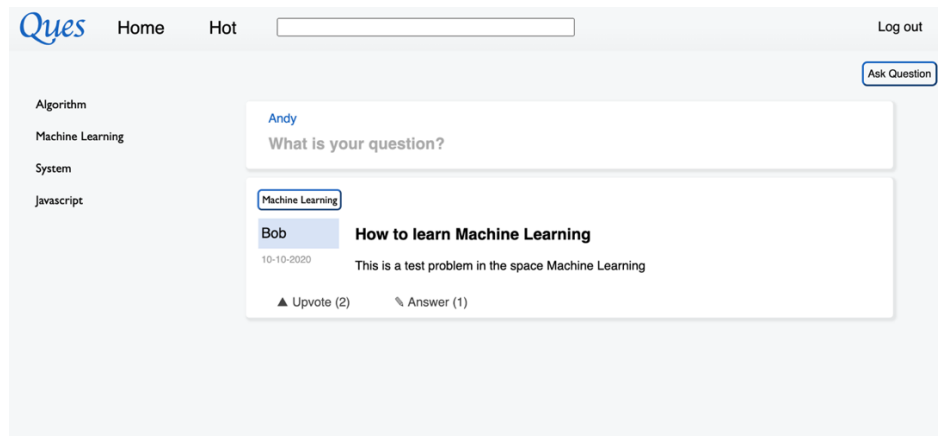 Ques Home Hot Log out
Ask Question
Algorithm
Machine Learning
System
Javascript
Andy
What is your question?
Machine Learning
Bob
How to learn Machine Learning
10-10-2020
This is a test problem in the space Machine Learning
▲ Upvote (2) ✎ Answer (1)